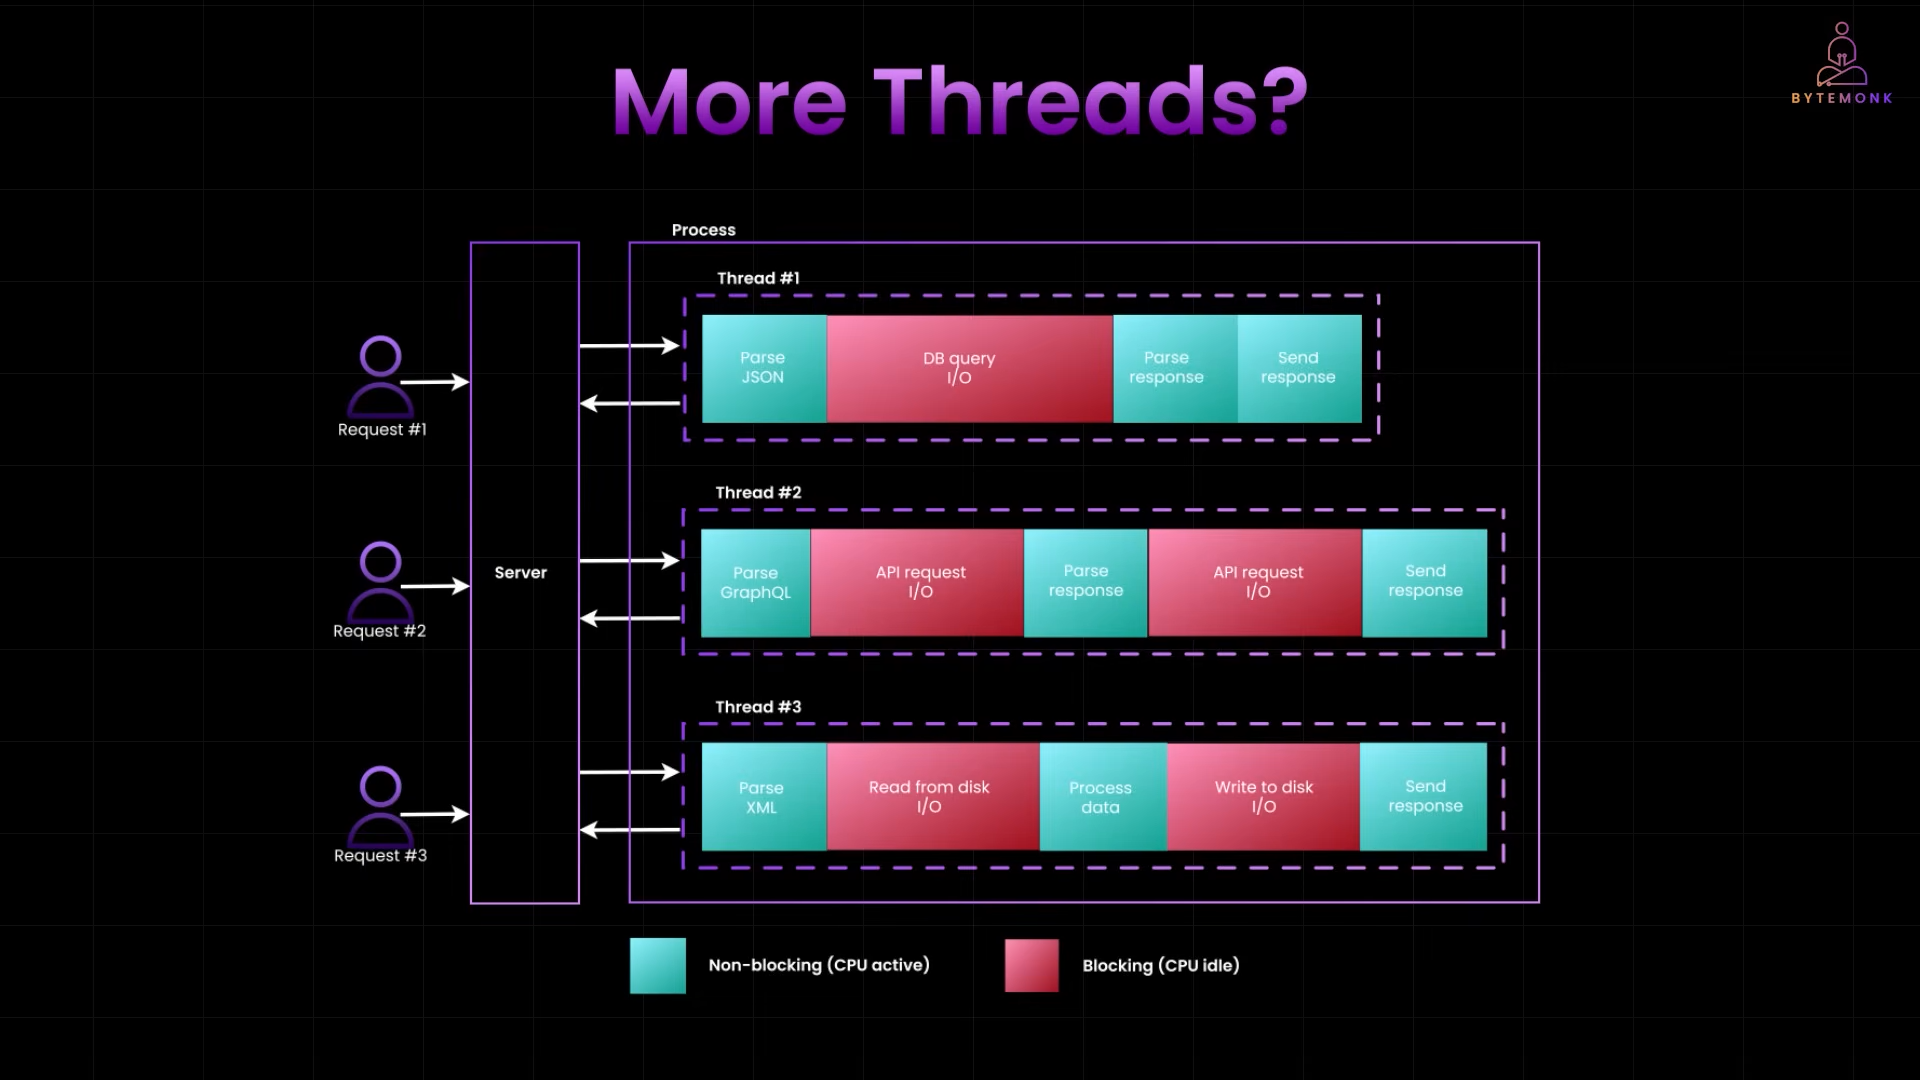 More Threads?
BYTEMONK
Process
Thread #1
Parse
JSON
DB query
I/O
Parse
response
Send
response
Request #1
Thread #2
Server
Parse
GraphQL
API request
I/O
Parse
response
API request
I/O
Send
response
Request #2
Thread #3
Parse
XML
Read from disk
I/O
Process
data
Write to disk
I/O
Send
response
Request #3
Non-blocking (CPU active)
Blocking (CPU idle)